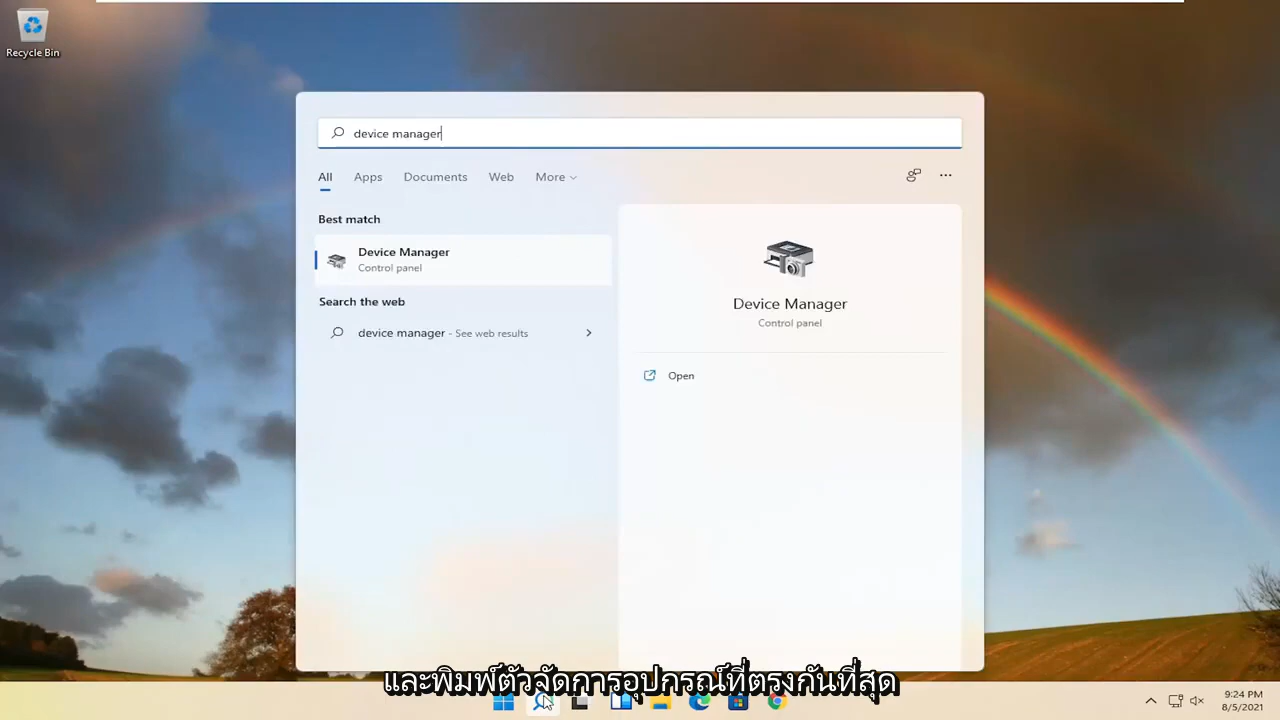 Recycle Bin
device manager
All Apps Documents Web More
Best match
Device Manager
Control panel
Search the web
device manager - See web results
Device Manager
Control panel
Open
และพิมพ์ตัวจัดการอุปกรณ์ที่ตรงกันที่สุด
9:24 PM
8/5/2021